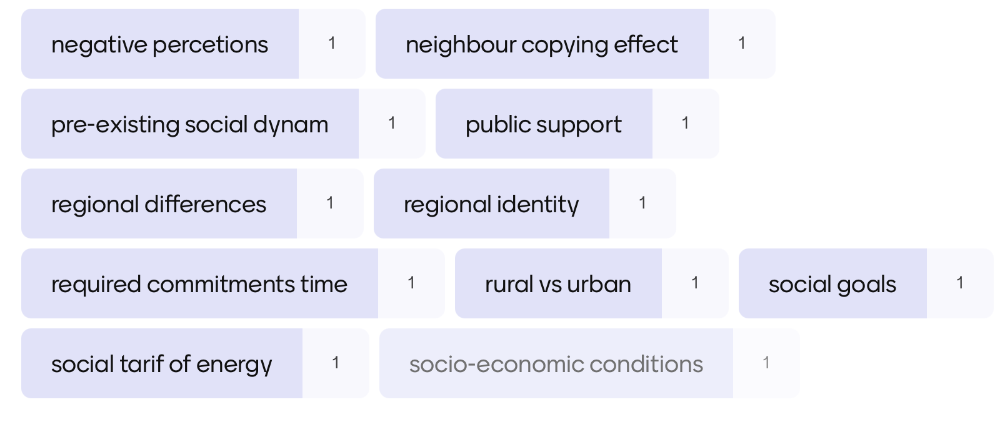 negative percetions 1 neighbour copying effect 1
pre-existing social dynam 1 public support 1
regional differences 1 regional identity 1
required commitments time 1 rural vs urban 1 social goals 1
social tarif of energy 1 socio-economic conditions 1